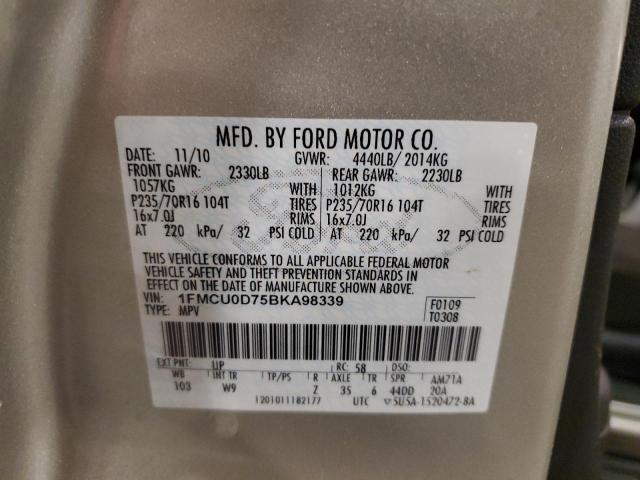 MFD. BY FORD MOTOR CO.
DATE: 11/10 GVWR: 4440LB/ 2014KG
FRONT GAWR: 2330LB REAR GAWR: 2230LB
1057KG WITH 1012KG WITH
P235/70R16 104T TIRES P235/70R16 104T TIRES
16x7.0J RIMS 16x7.0J RIMS
AT 220 kPa/ 32 PSI COLD AT 220 kPa/ 32 PSI COLD
THIS VEHICLE CONFORMS TO ALL APPLICABLE FEDERAL MOTOR
VEHICLE SAFETY AND THEFT PREVENTION STANDARDS IN
EFFECT ON THE DATE OF MANUFACTURE SHOWN ABOVE.
VIN: 1FMCU0D75BKA98339 F0109
TYPE: MPV T0308
EXT PNT: UP RC: 58 DSO:
WB INT TR TP/PS R AXLE TR SPR AM71A
103 W9 Z 35 6 44DD 20A
1201011182177 UTC 5U5A-1520472-8A